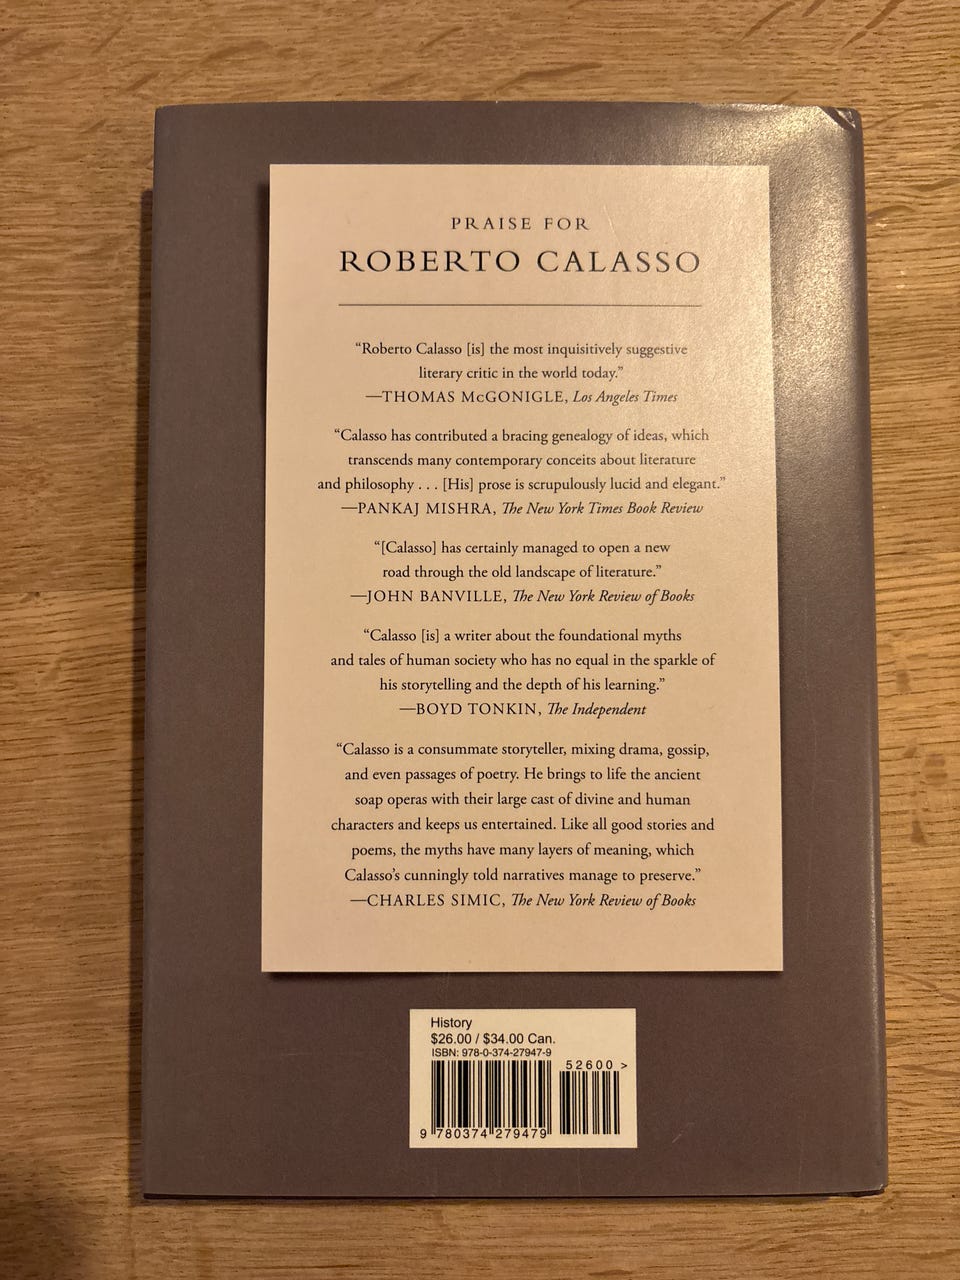 PRAISE FOR
ROBERTO CALASSO
“Roberto Calasso [is] the most inquisitively suggestive
literary critic in the world today.”
—THOMAS McGONIGLE, Los Angeles Times
“Calasso has contributed a bracing genealogy of ideas, which
transcends many contemporary conceits about literature
and philosophy . . . [His] prose is scrupulously lucid and elegant.”
—PANKAJ MISHRA, The New York Times Book Review
“[Calasso] has certainly managed to open a new
road through the old landscape of literature.”
—JOHN BANVILLE, The New York Review of Books
“Calasso [is] a writer about the foundational myths
and tales of human society who has no equal in the sparkle of
his storytelling and the depth of his learning.”
—BOYD TONKIN, The Independent
“Calasso is a consummate storyteller, mixing drama, gossip,
and even passages of poetry. He brings to life the ancient
soap operas with their large cast of divine and human
characters and keeps us entertained. Like all good stories and
poems, the myths have many layers of meaning, which
Calasso’s cunningly told narratives manage to preserve.”
—CHARLES SIMIC, The New York Review of Books
History
$26.00 / $34.00 Can.
ISBN: 978-0-374-27947-9
52600 >
9 780374 279479